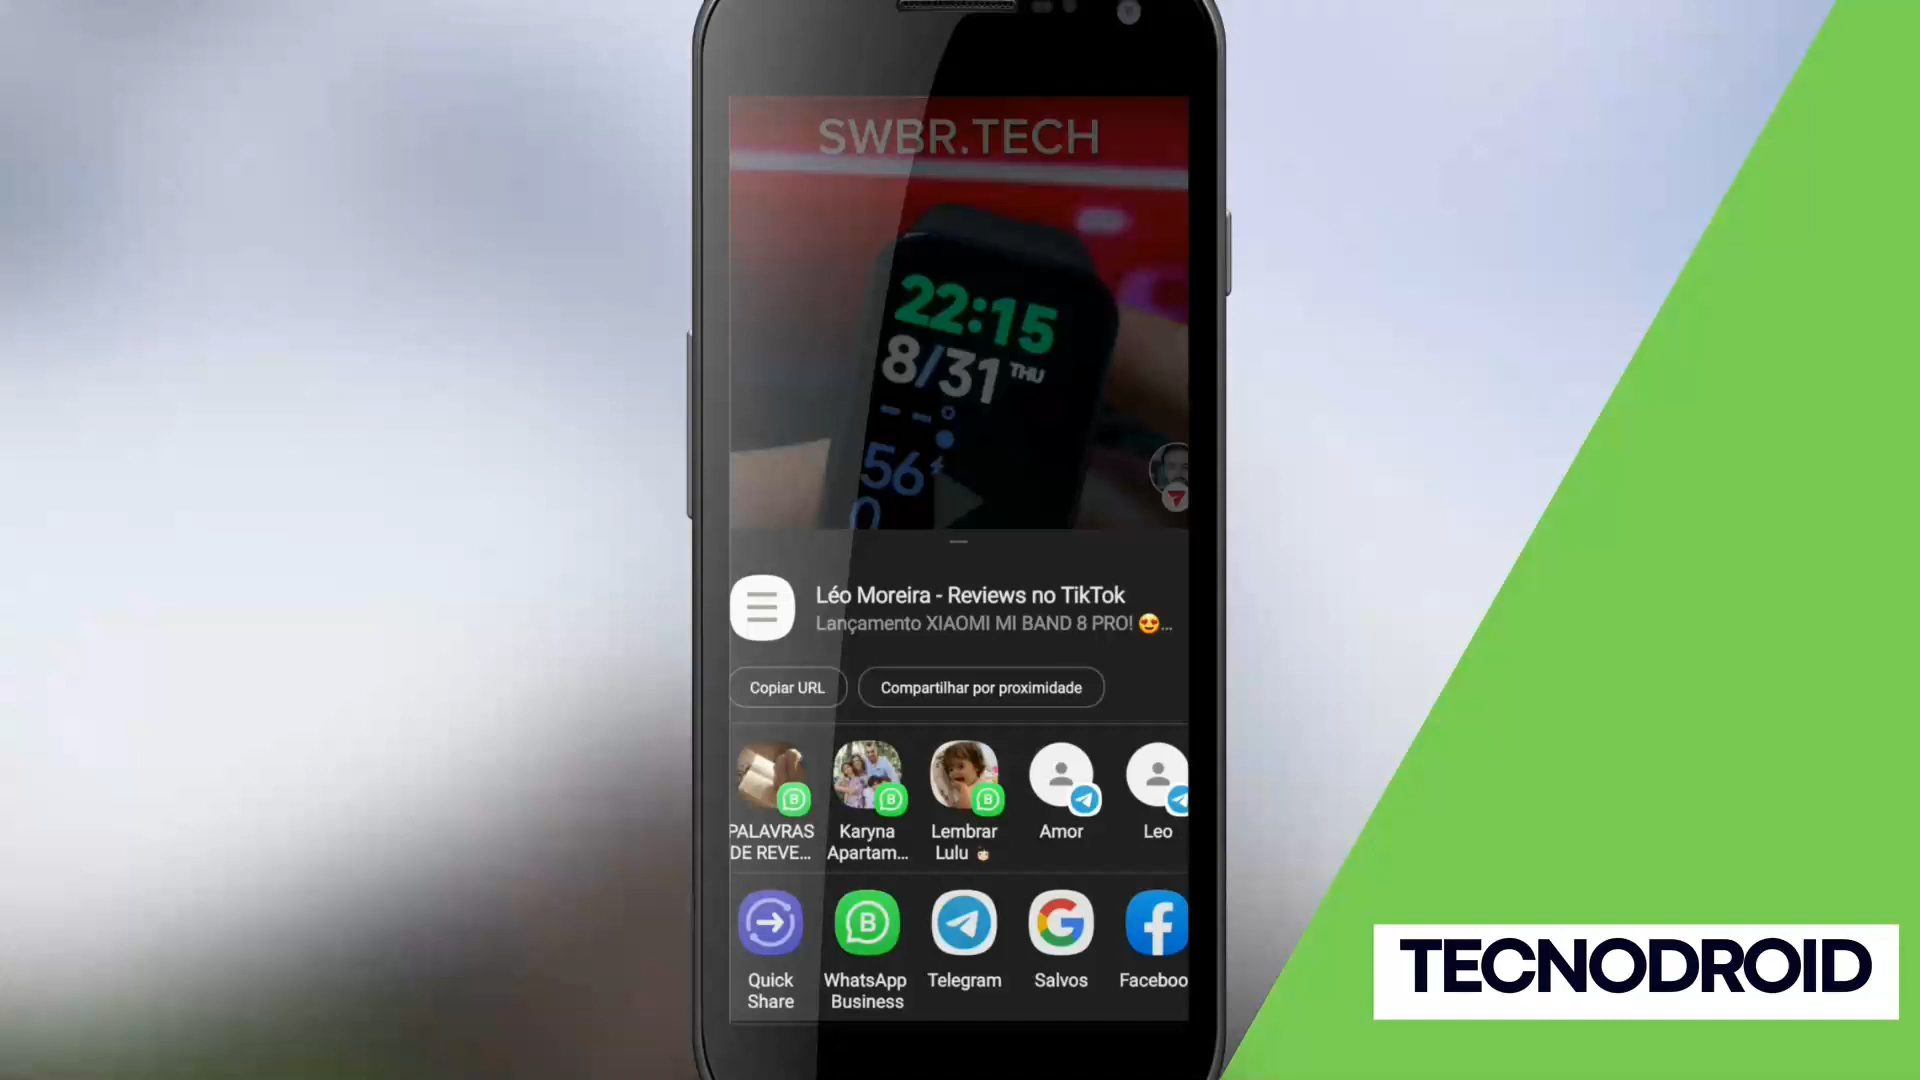 SWBR.TECH
22:15
8/31 THU
56
0
Léo Moreira - Reviews no TikTok
Lançamento XIAOMI MI BAND 8 PRO! 😍...
Copiar URL
Compartilhar por proximidade
PALAVRAS
DE REVE...
Karyna
Apartam...
Lembrar
Lulu 👩🏻
Amor
Leo
Quick
Share
WhatsApp
Business
Telegram
Salvos
Faceboo
TECNODROID